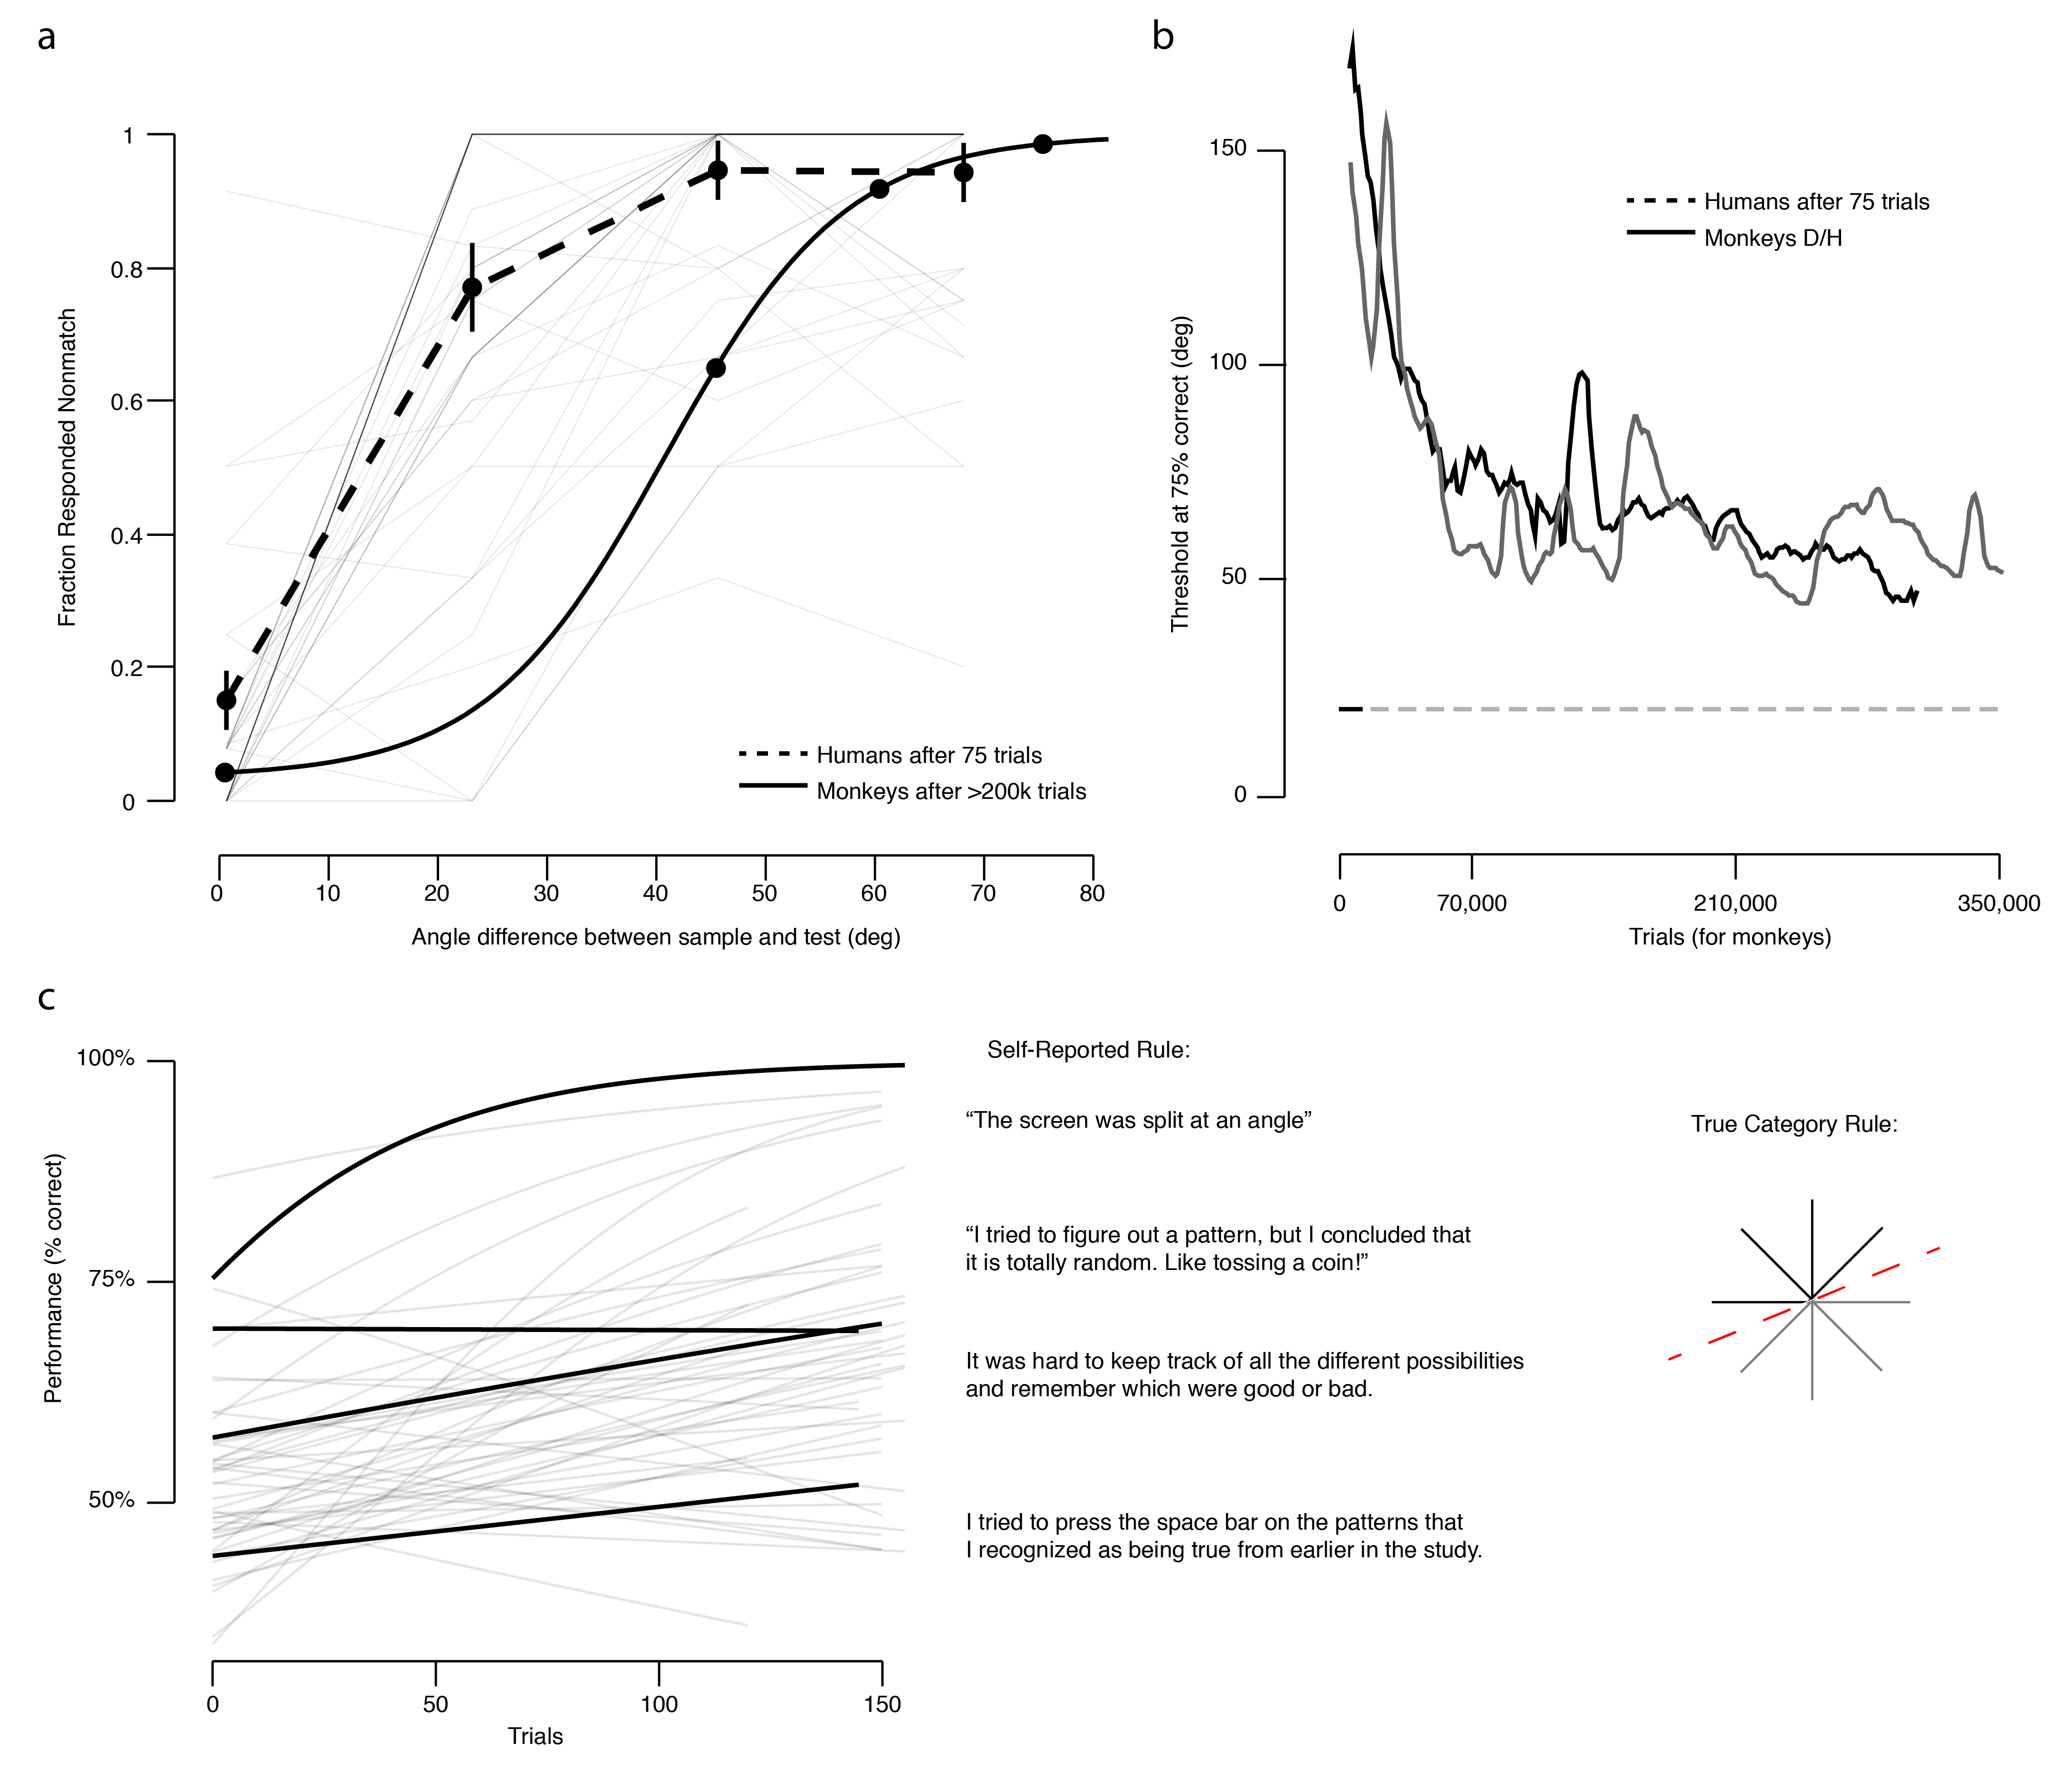 a
1
0.8
0.6
0.4
0.2
0
Fraction Responded Nonmatch
Humans after 75 trials
Monkeys after >200k trials
0 10 20 30 40 50 60 70 80
Angle difference between sample and test (deg)
b
150
100
50
0
Threshold at 75% correct (deg)
Humans after 75 trials
Monkeys D/H
0 70,000 210,000 350,000
Trials (for monkeys)
c
100%
75%
50%
Performance (% correct)
0 50 100 150
Trials
Self-Reported Rule:
“The screen was split at an angle”
“I tried to figure out a pattern, but I concluded that
it is totally random. Like tossing a coin!”
It was hard to keep track of all the different possibilities
and remember which were good or bad.
I tried to press the space bar on the patterns that
I recognized as being true from earlier in the study.
True Category Rule: